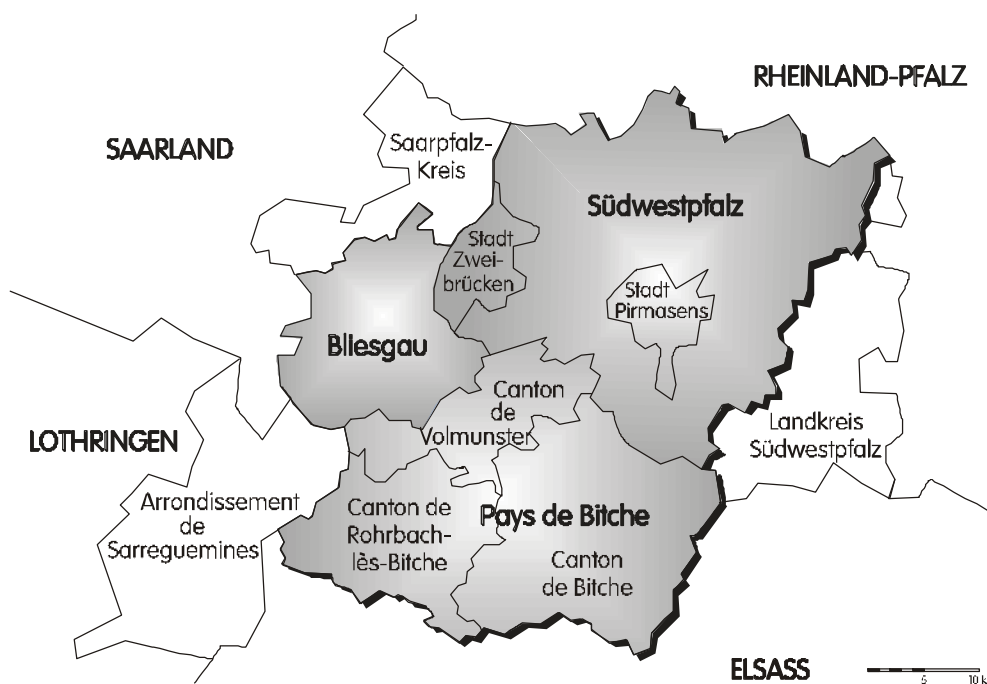 RHEINLAND-PFALZ
SAARLAND
Saarpfalz-
Kreis
Südwestpfalz
Stadt
Zwei-
brücken
Stadt
Pirmasens
Bliesgau
Canton
de
Volmunster
LOTHRINGEN
Landkreis
Südwestpfalz
Arrondissement
de
Sarreguemines
Canton de
Rohrbach-
lès-Bitche
Pays de Bitche
Canton
de Bitche
ELSASS
5 10 k